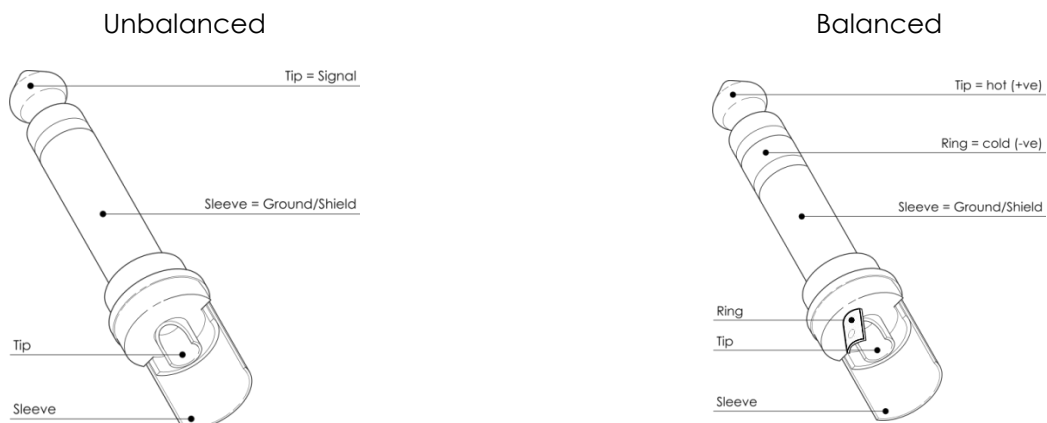 Unbalanced
Tip = Signal
Sleeve = Ground/Shield
Tip
Sleeve
Balanced
Tip = hot (+ve)
Ring = cold (-ve)
Sleeve = Ground/Shield
Ring
Tip
Sleeve